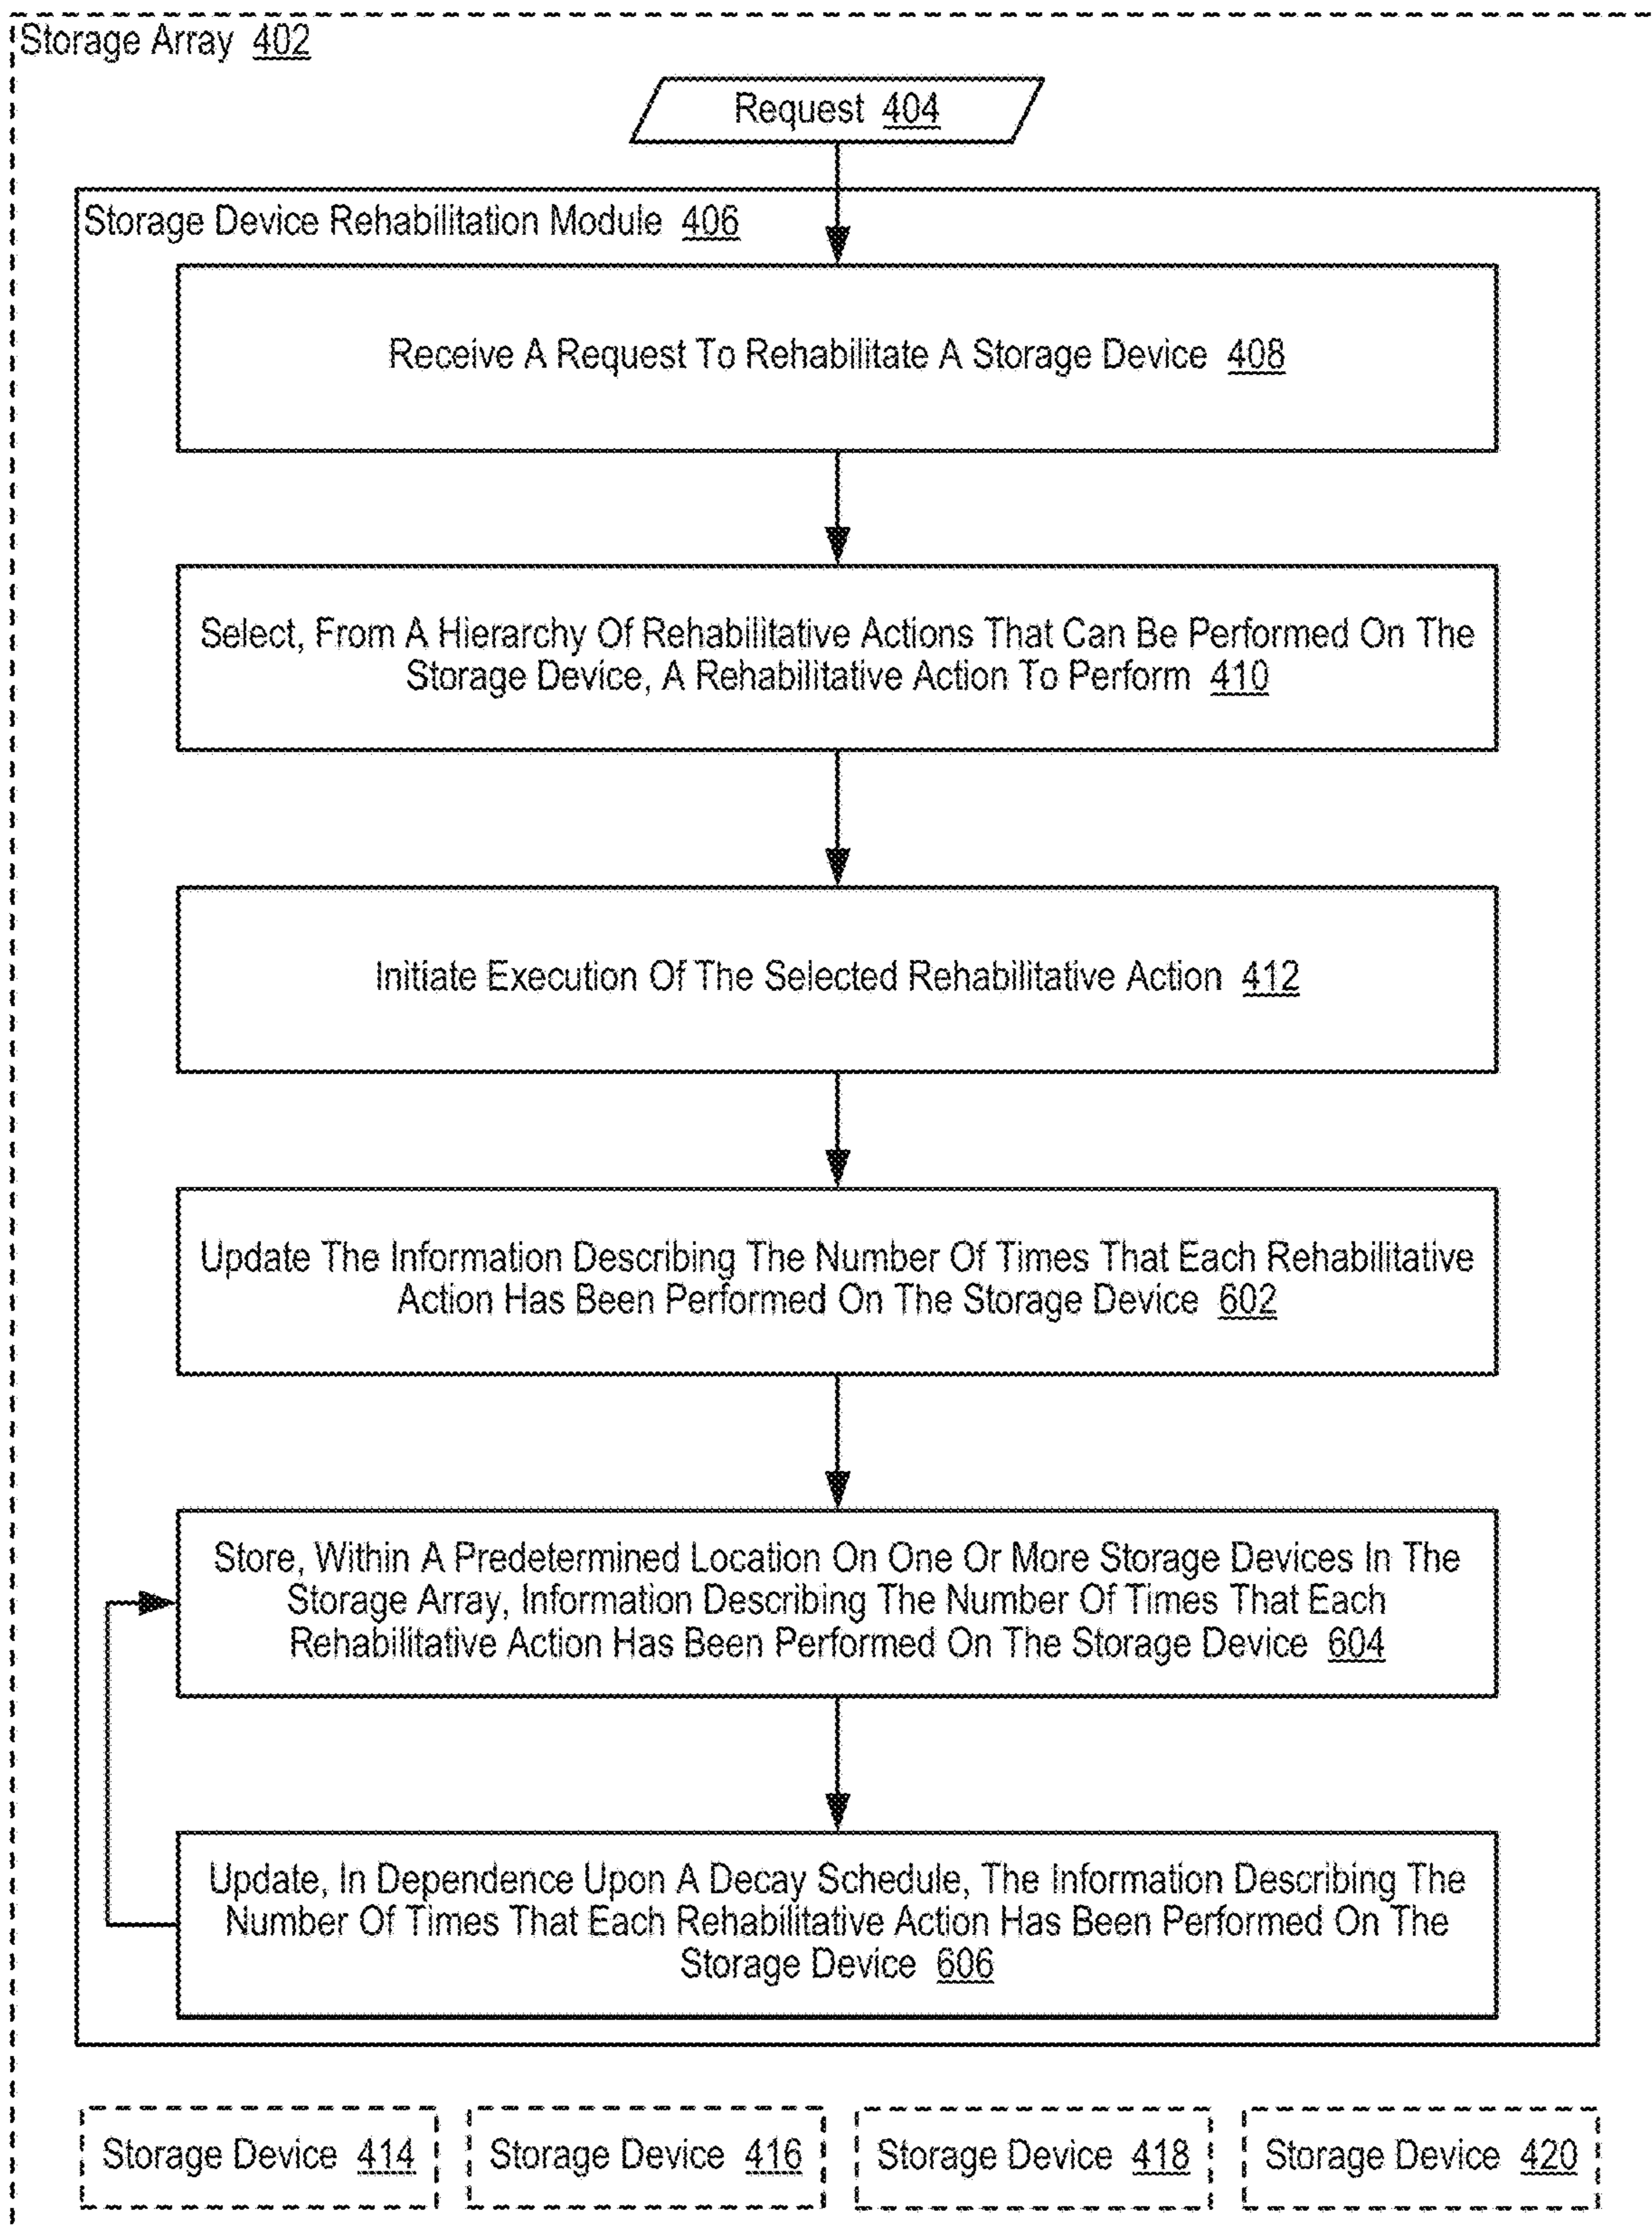 Storage Array 402
Request 404
Storage Device Rehabilitation Module 406
Receive A Request To Rehabilitate A Storage Device 408
Select, From A Hierarchy Of Rehabilitative Actions That Can Be Performed On The
Storage Device, A Rehabilitative Action To Perform 410
Initiate Execution Of The Selected Rehabilitative Action 412
Update The Information Describing The Number Of Times That Each Rehabilitative
Action Has Been Performed On The Storage Device 602
Store, Within A Predetermined Location On One Or More Storage Devices In The
Storage Array, Information Describing The Number Of Times That Each
Rehabilitative Action Has Been Performed On The Storage Device 604
Update, In Dependence Upon A Decay Schedule, The Information Describing The
Number Of Times That Each Rehabilitative Action Has Been Performed On The
Storage Device 606
Storage Device 414
Storage Device 416
Storage Device 418
Storage Device 420